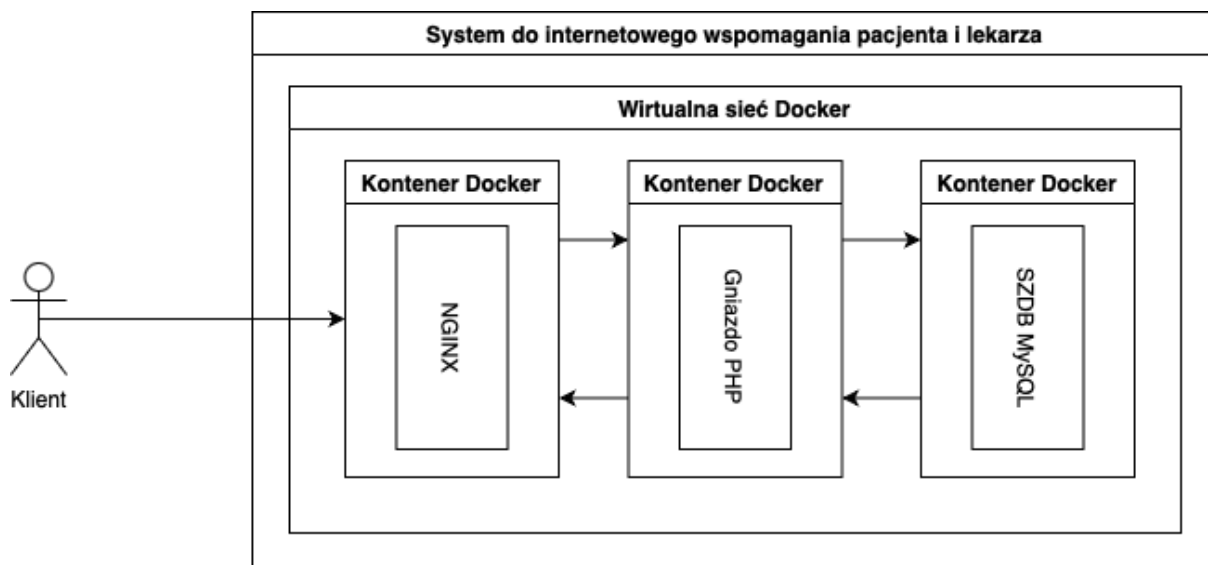 System do internetowego wspomagania pacjenta i lekarza
Wirtualna sieć Docker
Kontener Docker
Kontener Docker
Kontener Docker
NGINX
Gniazdo PHP
SZDB MySQL
Klient